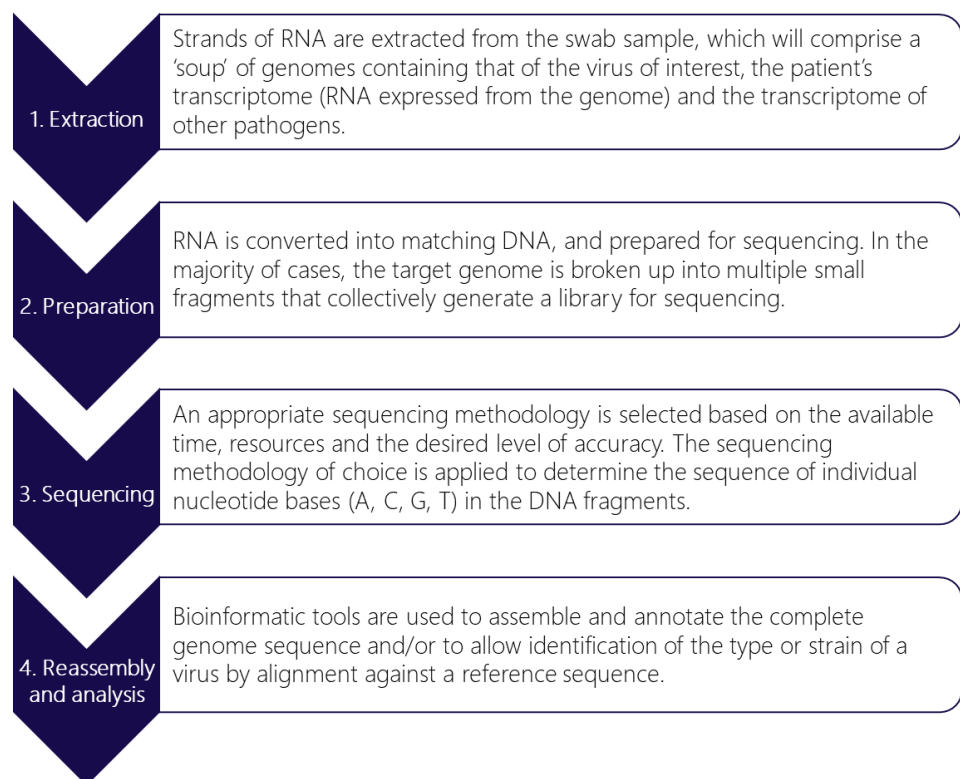 1. Extraction
Strands of RNA are extracted from the swab sample, which will comprise a
‘soup’ of genomes containing that of the virus of interest, the patient’s
transcriptome (RNA expressed from the genome) and the transcriptome of
other pathogens.
2. Preparation
RNA is converted into matching DNA, and prepared for sequencing. In the
majority of cases, the target genome is broken up into multiple small
fragments that collectively generate a library for sequencing.
3. Sequencing
An appropriate sequencing methodology is selected based on the available
time, resources and the desired level of accuracy. The sequencing
methodology of choice is applied to determine the sequence of individual
nucleotide bases (A, C, G, T) in the DNA fragments.
4. Reassembly
and analysis
Bioinformatic tools are used to assemble and annotate the complete
genome sequence and/or to allow identification of the type or strain of a
virus by alignment against a reference sequence.